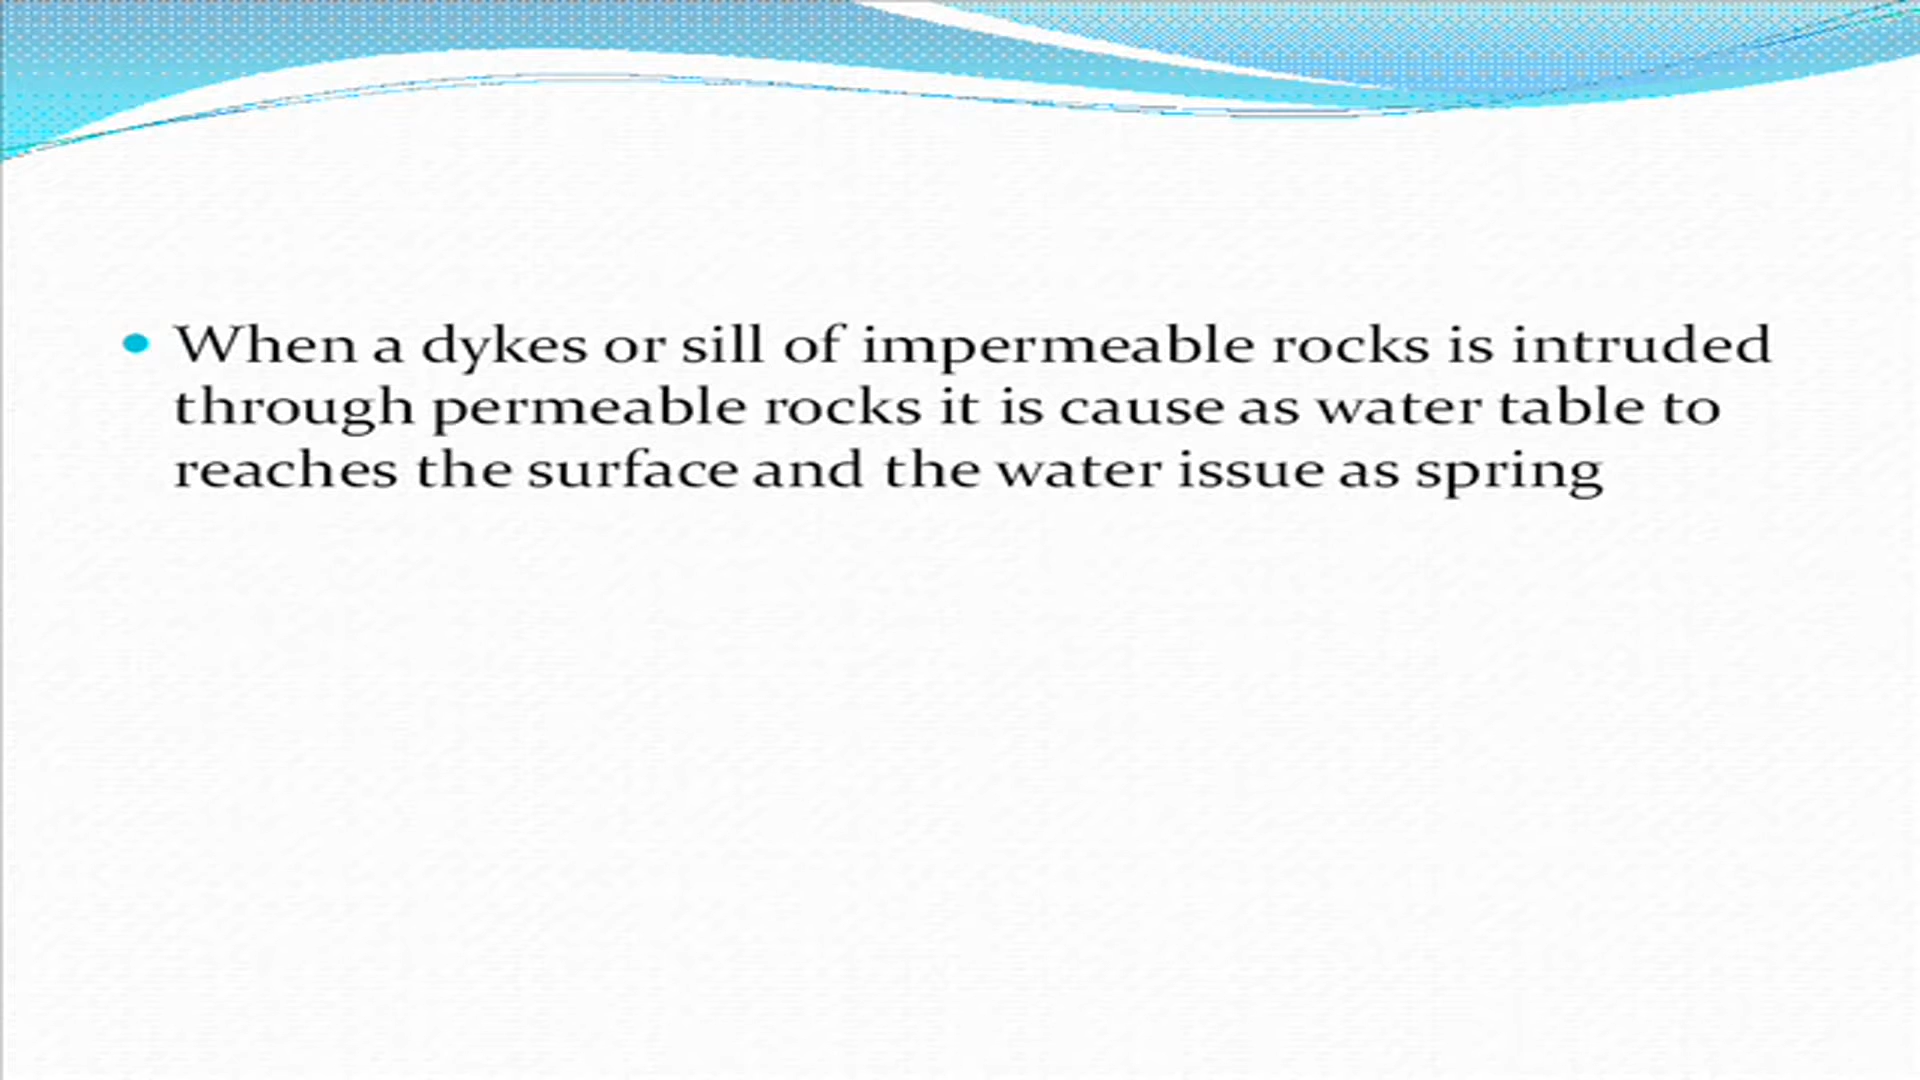 • When a dykes or sill of impermeable rocks is intruded
through permeable rocks it is cause as water table to
reaches the surface and the water issue as spring